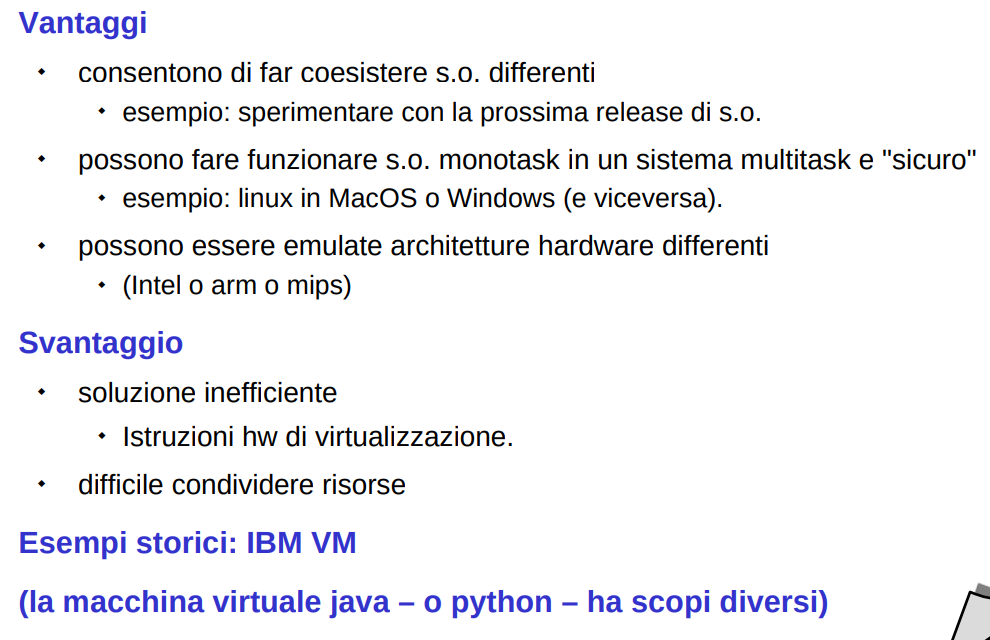 Vantaggi
consentono di far coesistere s.o. differenti
esempio: sperimentare con la prossima release di s.o.
possono fare funzionare s.o. monotask in un sistema multitask e "sicuro"
esempio: linux in MacOS o Windows (e viceversa).
possono essere emulate architetture hardware differenti
(Intel o arm o mips)
Svantaggio
soluzione inefficiente
Istruzioni hw di virtualizzazione.
difficile condividere risorse
Esempi storici: IBM VM
(la macchina virtuale java – o python – ha scopi diversi)